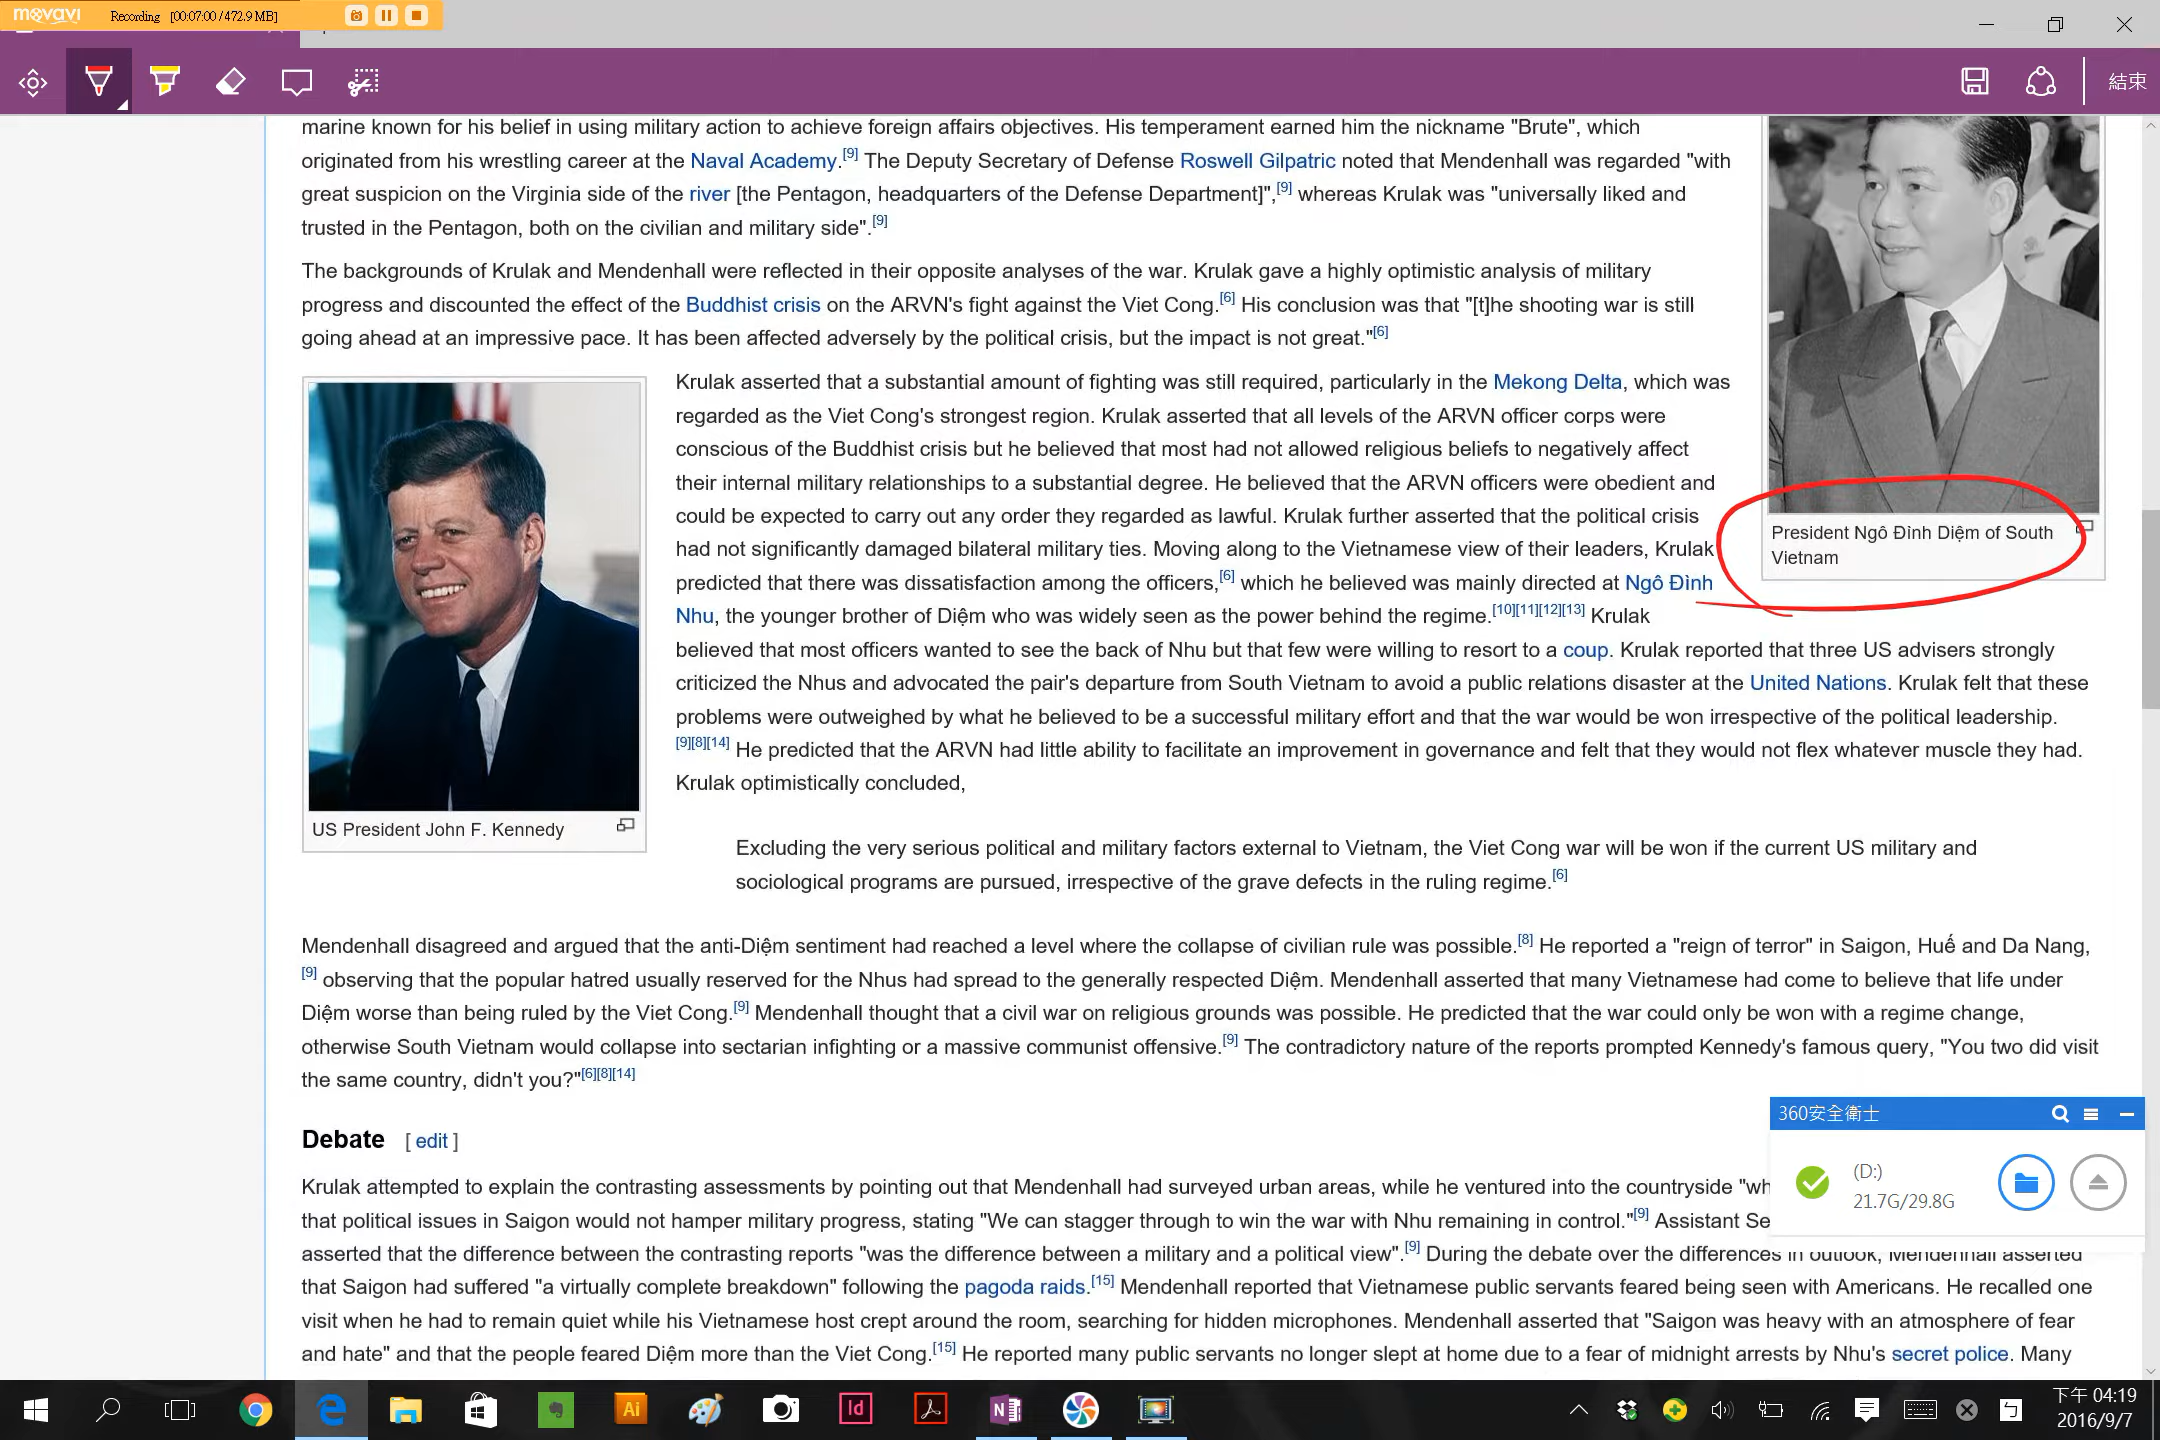 movavi
Recording [00:07:00 / 472.9 MB]
結束
marine known for his belief in using military action to achieve foreign affairs objectives. His temperament earned him the nickname "Brute", which
originated from his wrestling career at the Naval Academy.[9] The Deputy Secretary of Defense Roswell Gilpatric noted that Mendenhall was regarded "with
great suspicion on the Virginia side of the river [the Pentagon, headquarters of the Defense Department]",[9] whereas Krulak was "universally liked and
trusted in the Pentagon, both on the civilian and military side".[9]
The backgrounds of Krulak and Mendenhall were reflected in their opposite analyses of the war. Krulak gave a highly optimistic analysis of military
progress and discounted the effect of the Buddhist crisis on the ARVN's fight against the Viet Cong.[6] His conclusion was that "[t]he shooting war is still
going ahead at an impressive pace. It has been affected adversely by the political crisis, but the impact is not great."[6]
President Ngô Đình Diệm of South
Vietnam
Krulak asserted that a substantial amount of fighting was still required, particularly in the Mekong Delta, which was
regarded as the Viet Cong's strongest region. Krulak asserted that all levels of the ARVN officer corps were
conscious of the Buddhist crisis but he believed that most had not allowed religious beliefs to negatively affect
their internal military relationships to a substantial degree. He believed that the ARVN officers were obedient and
could be expected to carry out any order they regarded as lawful. Krulak further asserted that the political crisis
had not significantly damaged bilateral military ties. Moving along to the Vietnamese view of their leaders, Krulak
predicted that there was dissatisfaction among the officers,[6] which he believed was mainly directed at Ngô Đình
Nhu, the younger brother of Diệm who was widely seen as the power behind the regime.[10][11][12][13] Krulak
believed that most officers wanted to see the back of Nhu but that few were willing to resort to a coup. Krulak reported that three US advisers strongly
criticized the Nhus and advocated the pair's departure from South Vietnam to avoid a public relations disaster at the United Nations. Krulak felt that these
problems were outweighed by what he believed to be a successful military effort and that the war would be won irrespective of the political leadership.
[9][8][14] He predicted that the ARVN had little ability to facilitate an improvement in governance and felt that they would not flex whatever muscle they had.
Krulak optimistically concluded,
US President John F. Kennedy
Excluding the very serious political and military factors external to Vietnam, the Viet Cong war will be won if the current US military and
sociological programs are pursued, irrespective of the grave defects in the ruling regime.[6]
Mendenhall disagreed and argued that the anti-Diệm sentiment had reached a level where the collapse of civilian rule was possible.[8] He reported a "reign of terror" in Saigon, Huế and Da Nang,
[9] observing that the popular hatred usually reserved for the Nhus had spread to the generally respected Diệm. Mendenhall asserted that many Vietnamese had come to believe that life under
Diệm worse than being ruled by the Viet Cong.[9] Mendenhall thought that a civil war on religious grounds was possible. He predicted that the war could only be won with a regime change,
otherwise South Vietnam would collapse into sectarian infighting or a massive communist offensive.[9] The contradictory nature of the reports prompted Kennedy's famous query, "You two did visit
the same country, didn't you?"[6][8][14]
Debate [ edit ]
Krulak attempted to explain the contrasting assessments by pointing out that Mendenhall had surveyed urban areas, while he ventured into the countryside "wh
that political issues in Saigon would not hamper military progress, stating "We can stagger through to win the war with Nhu remaining in control."[9] Assistant Se
asserted that the difference between the contrasting reports "was the difference between a military and a political view".[9] During the debate over the differences in outlook, Mendenhall asserted
that Saigon had suffered "a virtually complete breakdown" following the pagoda raids.[15] Mendenhall reported that Vietnamese public servants feared being seen with Americans. He recalled one
visit when he had to remain quiet while his Vietnamese host crept around the room, searching for hidden microphones. Mendenhall asserted that "Saigon was heavy with an atmosphere of fear
and hate" and that the people feared Diệm more than the Viet Cong.[15] He reported many public servants no longer slept at home due to a fear of midnight arrests by Nhu's secret police. Many
360安全衛士
(D:)
21.7G/29.8G
Ai
Id
N
ㄅ
下午 04:19
2016/9/7